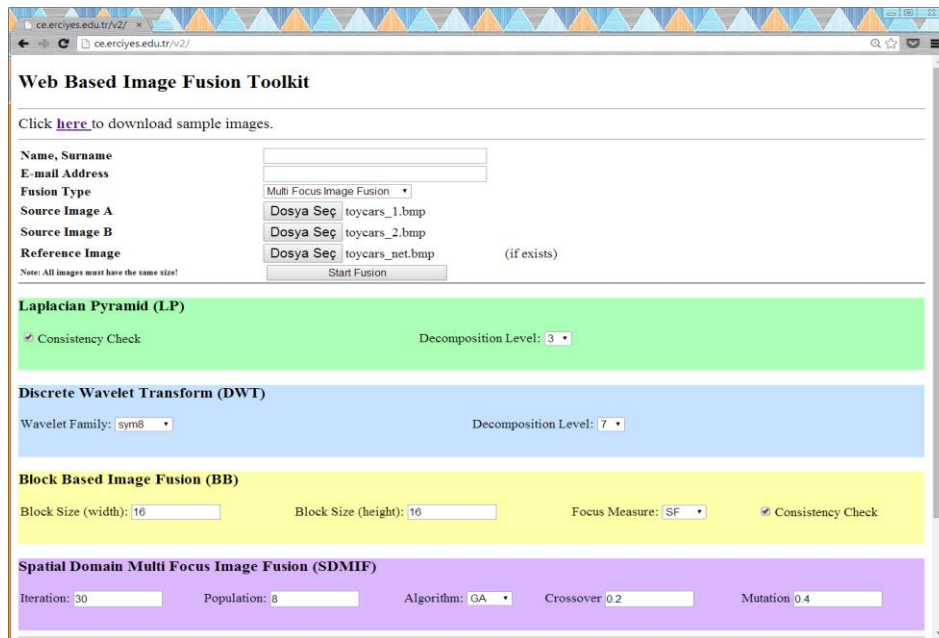 ce.erciyes.edu.tr/v2/
ce.erciyes.edu.tr/v2/
Web Based Image Fusion Toolkit
Click here to download sample images.
Name, Surname
E-mail Address
Fusion Type Multi Focus Image Fusion
Source Image A Dosya Seç toycars_1.bmp
Source Image B Dosya Seç toycars_2.bmp
Reference Image Dosya Seç toycars_net.bmp (if exists)
Note: All images must have the same size! Start Fusion
Laplacian Pyramid (LP)
Consistency Check Decomposition Level: 3
Discrete Wavelet Transform (DWT)
Wavelet Family: sym8 Decomposition Level: 7
Block Based Image Fusion (BB)
Block Size (width): 16 Block Size (height): 16 Focus Measure: SF Consistency Check
Spatial Domain Multi Focus Image Fusion (SDMIF)
Iteration: 30 Population: 8 Algorithm: GA Crossover 0.2 Mutation 0.4